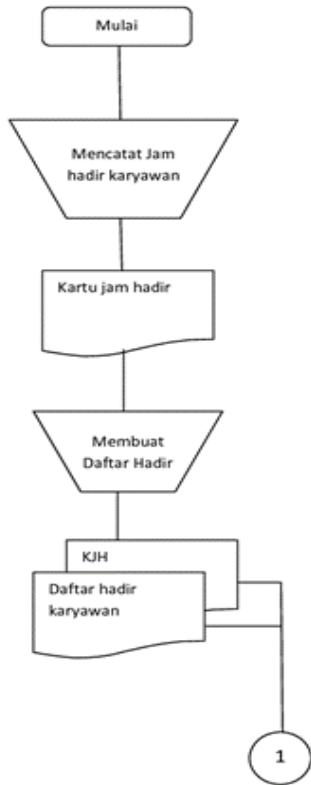 Mulai
Mencatat Jam
hadir karyawan
Kartu jam hadir
Membuat
Daftar Hadir
KJH
Daftar hadir
karyawan
1